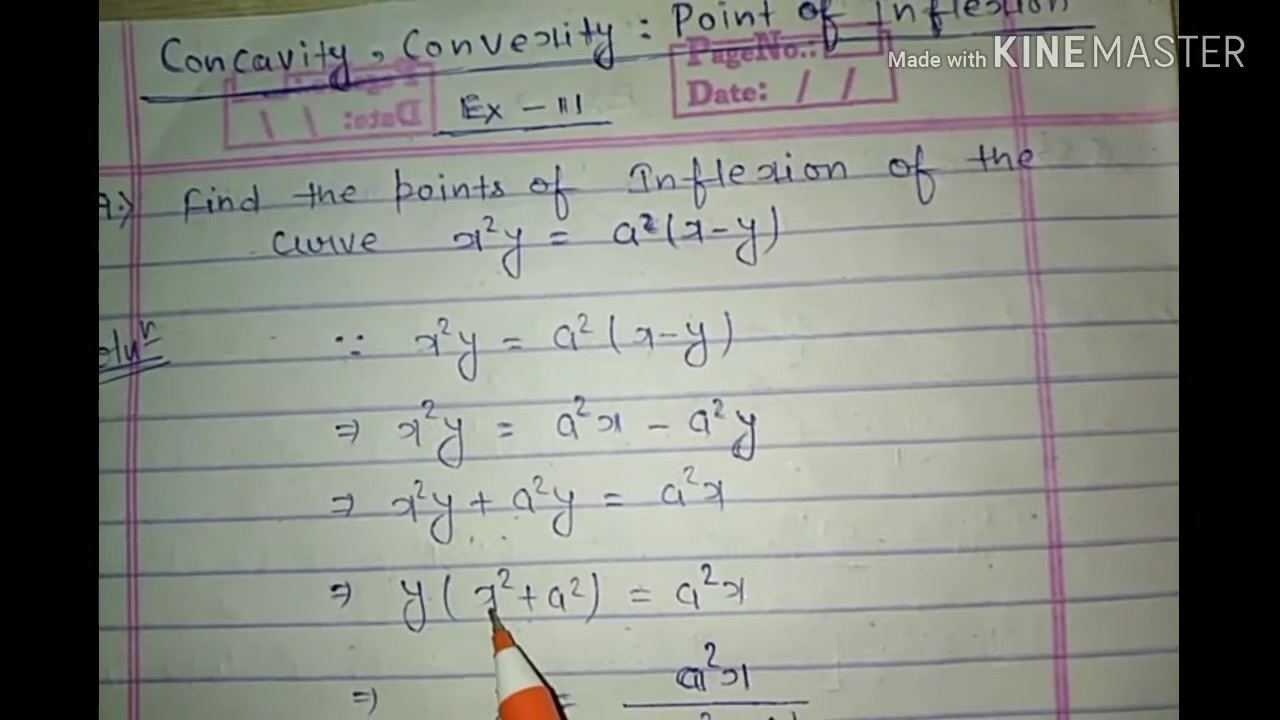 Concavity, Convexity : Point of Inflexion
Made with KINEMASTER
PageNo.:
Date: / /
Ex - III
Find the points of Inflexion of the
curve x²y = a²(x-y)
∵ x²y = a²(x-y)
⇒ x²y = a²x - a²y
⇒ x²y + a²y = a²x
⇒ y(x²+a²) = a²x
⇒ = a²x